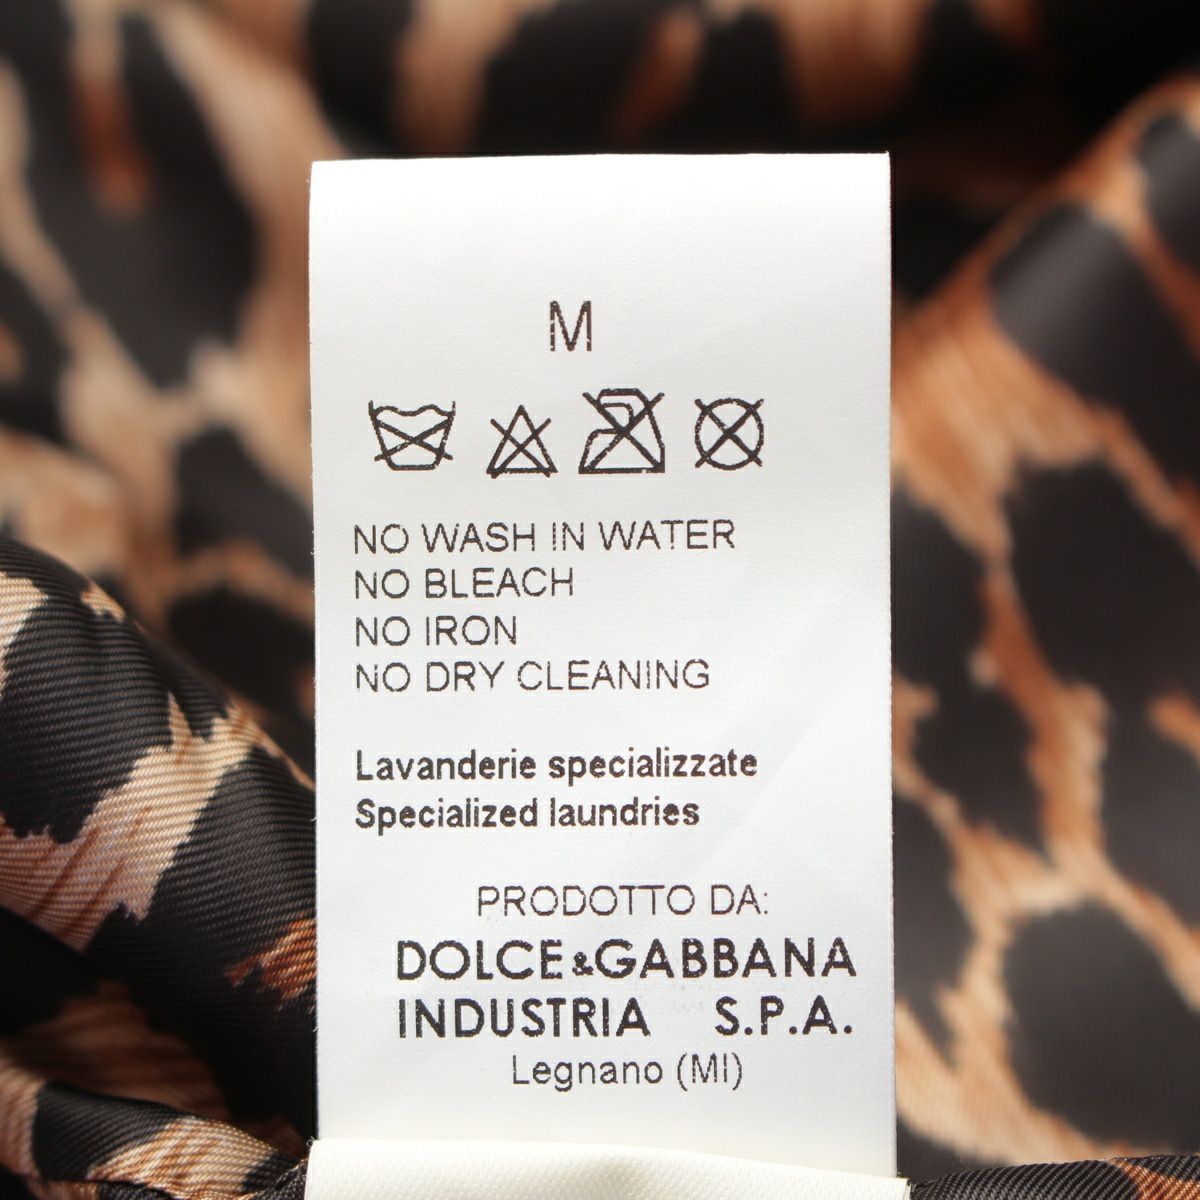 M
NO WASH IN WATER
NO BLEACH
NO IRON
NO DRY CLEANING
Lavanderie specializzate
Specialized laundries
PRODOTTO DA:
DOLCE&GABBANA
INDUSTRIA S.P.A.
Legnano (MI)